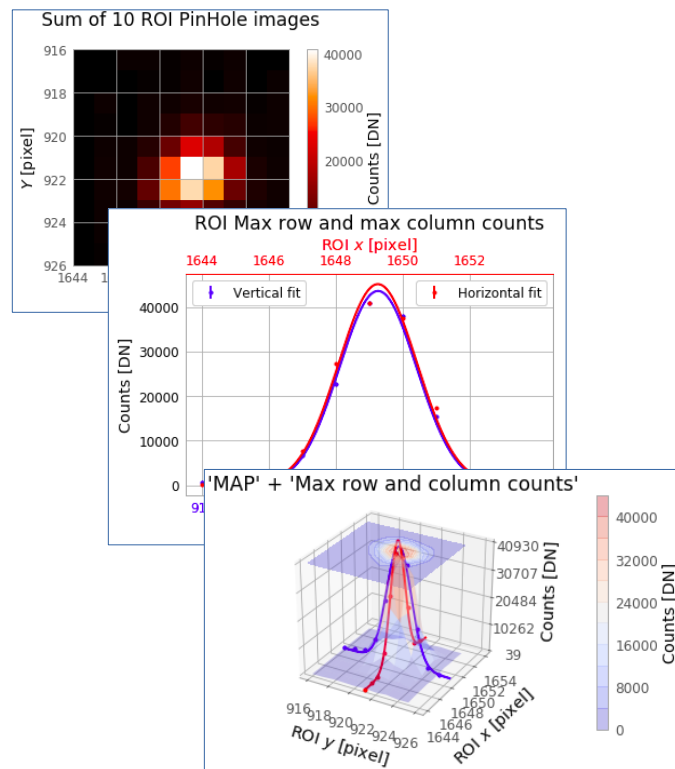 Sum of 10 ROI PinHole images
916
918
920
922
924
926
Y [pixel]
1644
40000
30000
20000
Counts [DN]
ROI Max row and max column counts
ROI x [pixel]
1644 1646 1648 1650 1652
Vertical fit
Horizontal fit
40000
30000
20000
10000
0
Counts [DN]
'MAP' + 'Max row and column counts'
40930
30707
20484
10262
39
Counts [DN]
1654
1652
1650
1648
1646
1644
ROI x [pixel]
916
918
920
922
924
926
ROI y [pixel]
40000
32000
24000
16000
8000
0
Counts [DN]